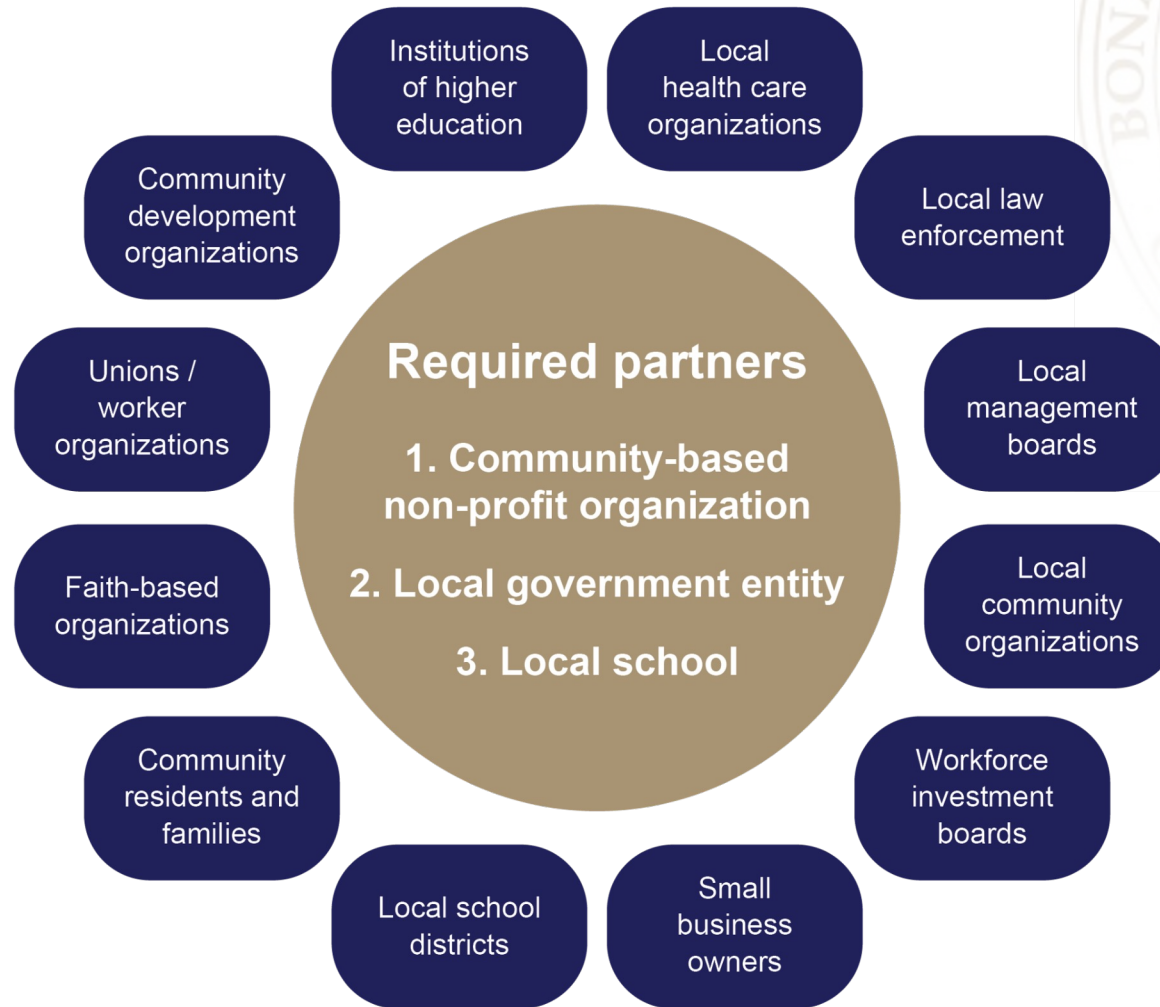 Institutions
of higher
education
Local
health care
organizations
Local law
enforcement
Local
management
boards
Local
community
organizations
Workforce
investment
boards
Small
business
owners
Local school
districts
Community
residents and
families
Faith-based
organizations
Unions /
worker
organizations
Community
development
organizations
Required partners
1. Community-based
non-profit organization
2. Local government entity
3. Local school
BON